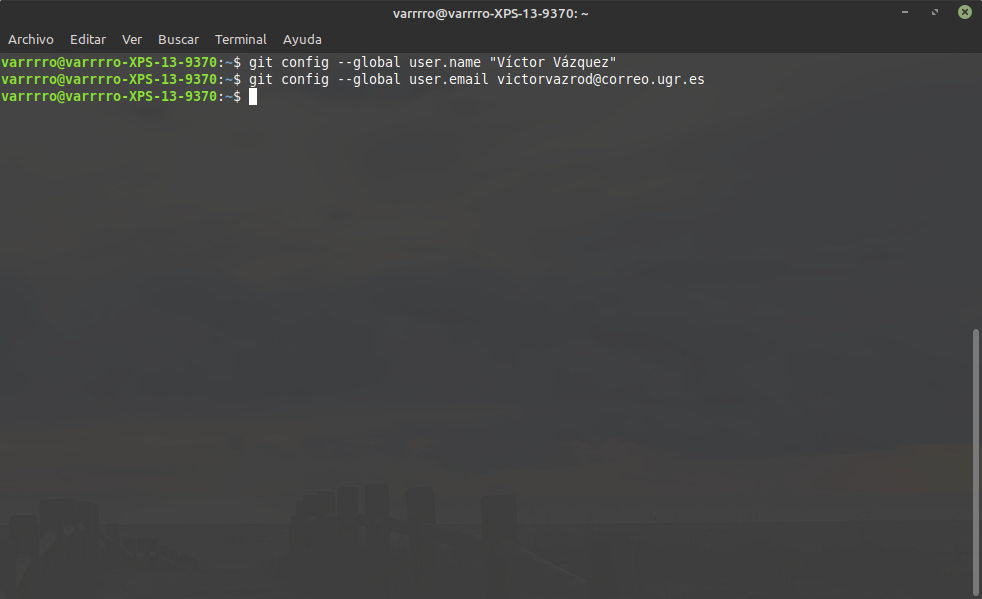 varrrro@varrrro-XPS-13-9370: ~
Archivo Editar Ver Buscar Terminal Ayuda
varrrro@varrrro-XPS-13-9370:~$ git config --global user.name "Víctor Vázquez"
varrrro@varrrro-XPS-13-9370:~$ git config --global user.email victorvazrod@correo.ugr.es
varrrro@varrrro-XPS-13-9370:~$